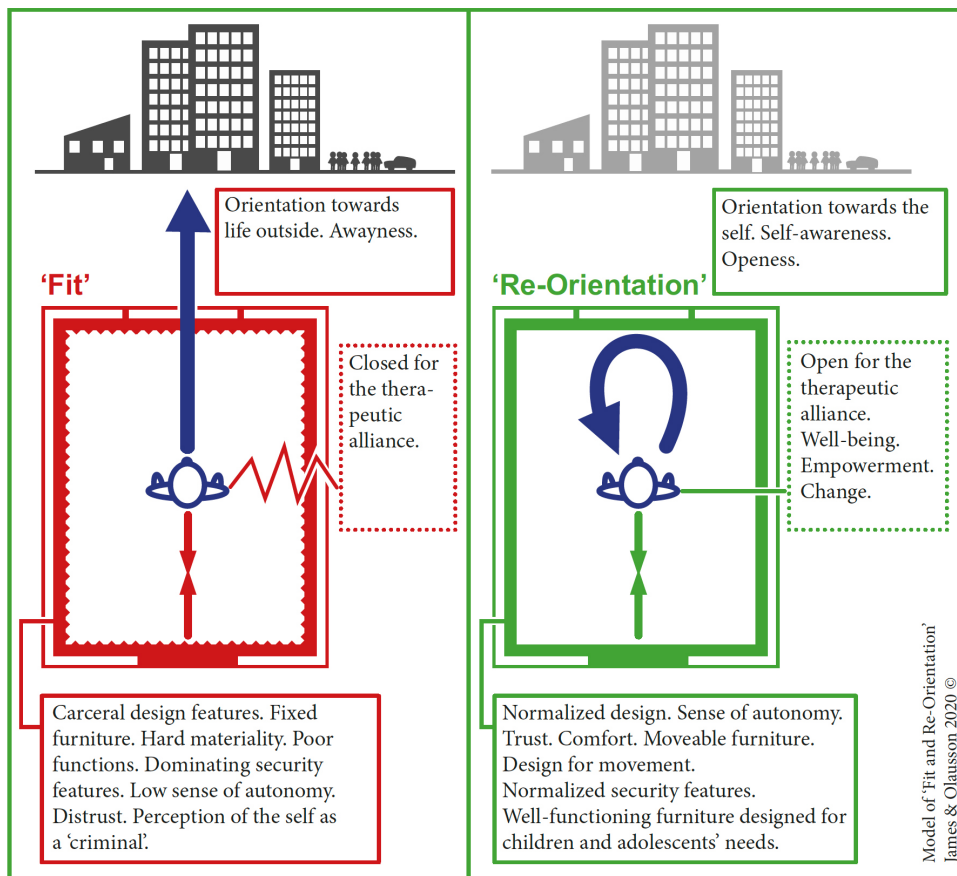 Orientation towards
life outside. Awayness.
‘Fit’
Closed for
the thera-
peutic
alliance.
Carceral design features. Fixed
furniture. Hard materiality. Poor
functions. Dominating security
features. Low sense of autonomy.
Distrust. Perception of the self as
a ‘criminal’.
Orientation towards the
self. Self-awareness.
Openess.
‘Re-Orientation’
Open for the
therapeutic
alliance.
Well-being.
Empowerment.
Change.
Normalized design. Sense of autonomy.
Trust. Comfort. Moveable furniture.
Design for movement.
Normalized security features.
Well-functioning furniture designed for
children and adolescents’ needs.
Model of ‘Fit and Re-Orientation’
James & Olausson 2020 ©